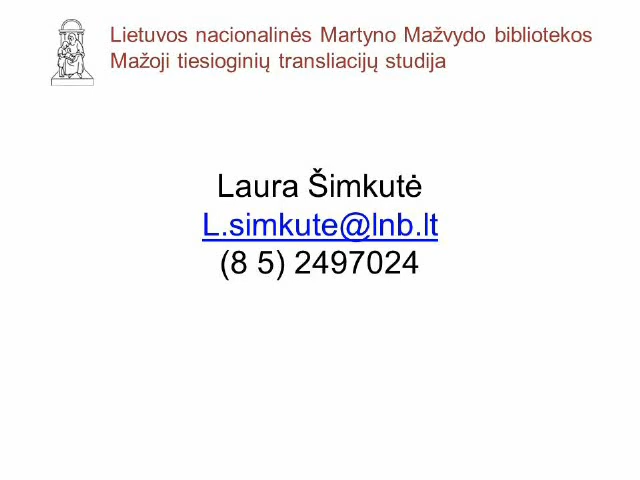 Lietuvos nacionalinės Martyno Mažvydo bibliotekos
Mažoji tiesioginių transliacijų studija
Laura Šimkutė
L.simkute@lnb.lt
(8 5) 2497024